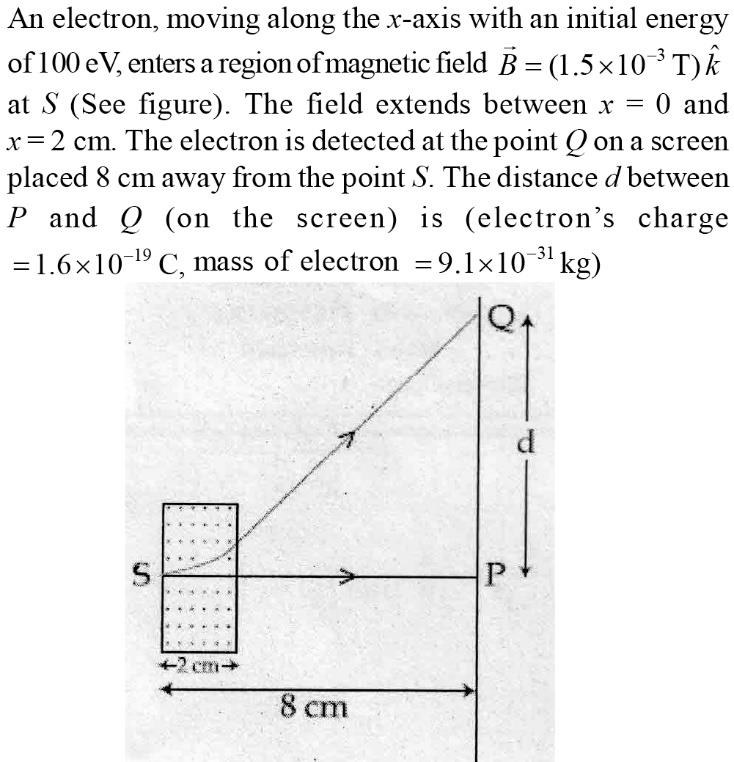 An electron, moving along the x-axis with an initial energy
of 100 eV, enters a region of magnetic field B⃗ = (1.5×10⁻³ T) k̂
at S (See figure). The field extends between x = 0 and
x = 2 cm. The electron is detected at the point Q on a screen
placed 8 cm away from the point S. The distance d between
P and Q (on the screen) is (electron's charge
= 1.6×10⁻¹⁹ C, mass of electron = 9.1×10⁻³¹ kg)
Q
d
S
P
2 cm
8 cm